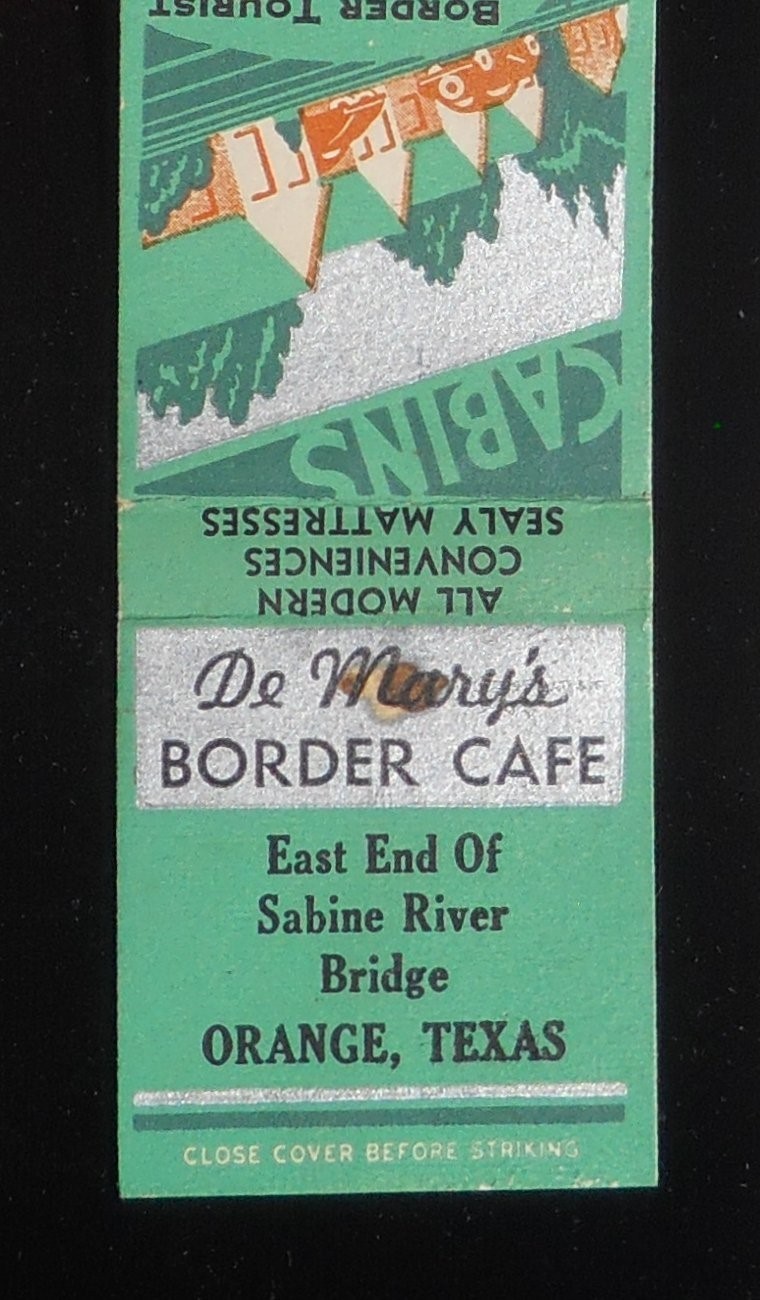 BORDER TOURIST
CABINS
SEALY MATTRESSES
ALL MODERN
CONVENIENCES
De Mary's
BORDER CAFE
East End Of
Sabine River
Bridge
ORANGE, TEXAS
CLOSE COVER BEFORE STRIKING